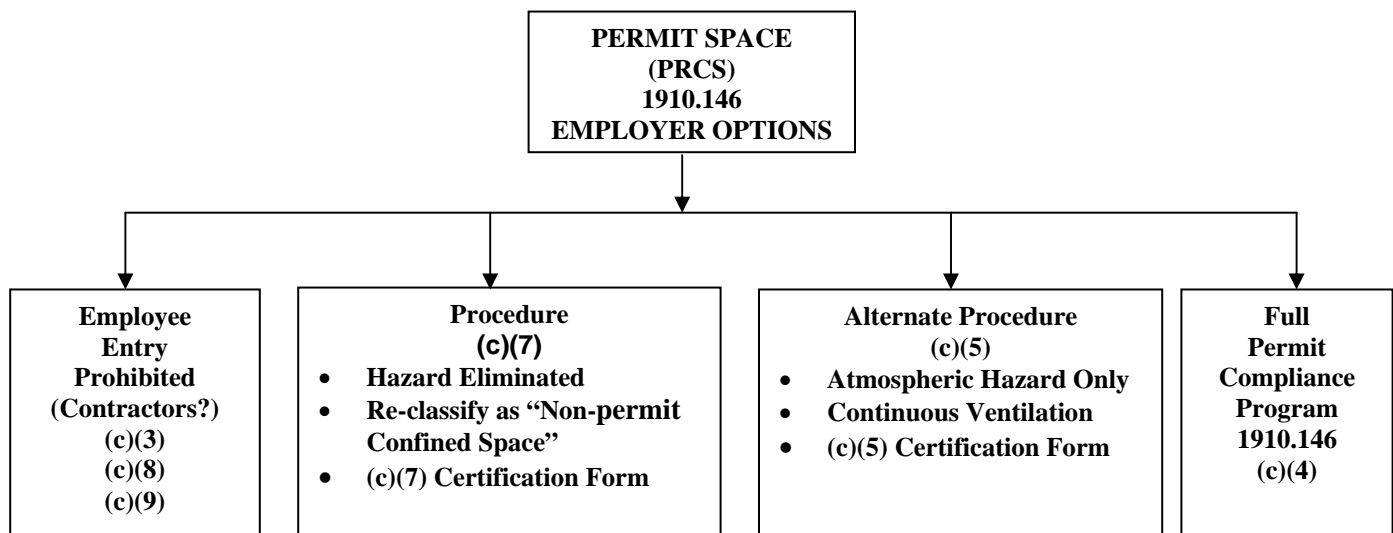 PERMIT SPACE
(PRCS)
1910.146
EMPLOYER OPTIONS
Employee
Entry
Prohibited
(Contractors?)
(c)(3)
(c)(8)
(c)(9)
Procedure
(c)(7)
• Hazard Eliminated
• Re-classify as “Non-permit
Confined Space”
• (c)(7) Certification Form
Alternate Procedure
(c)(5)
• Atmospheric Hazard Only
• Continuous Ventilation
• (c)(5) Certification Form
Full
Permit
Compliance
Program
1910.146
(c)(4)